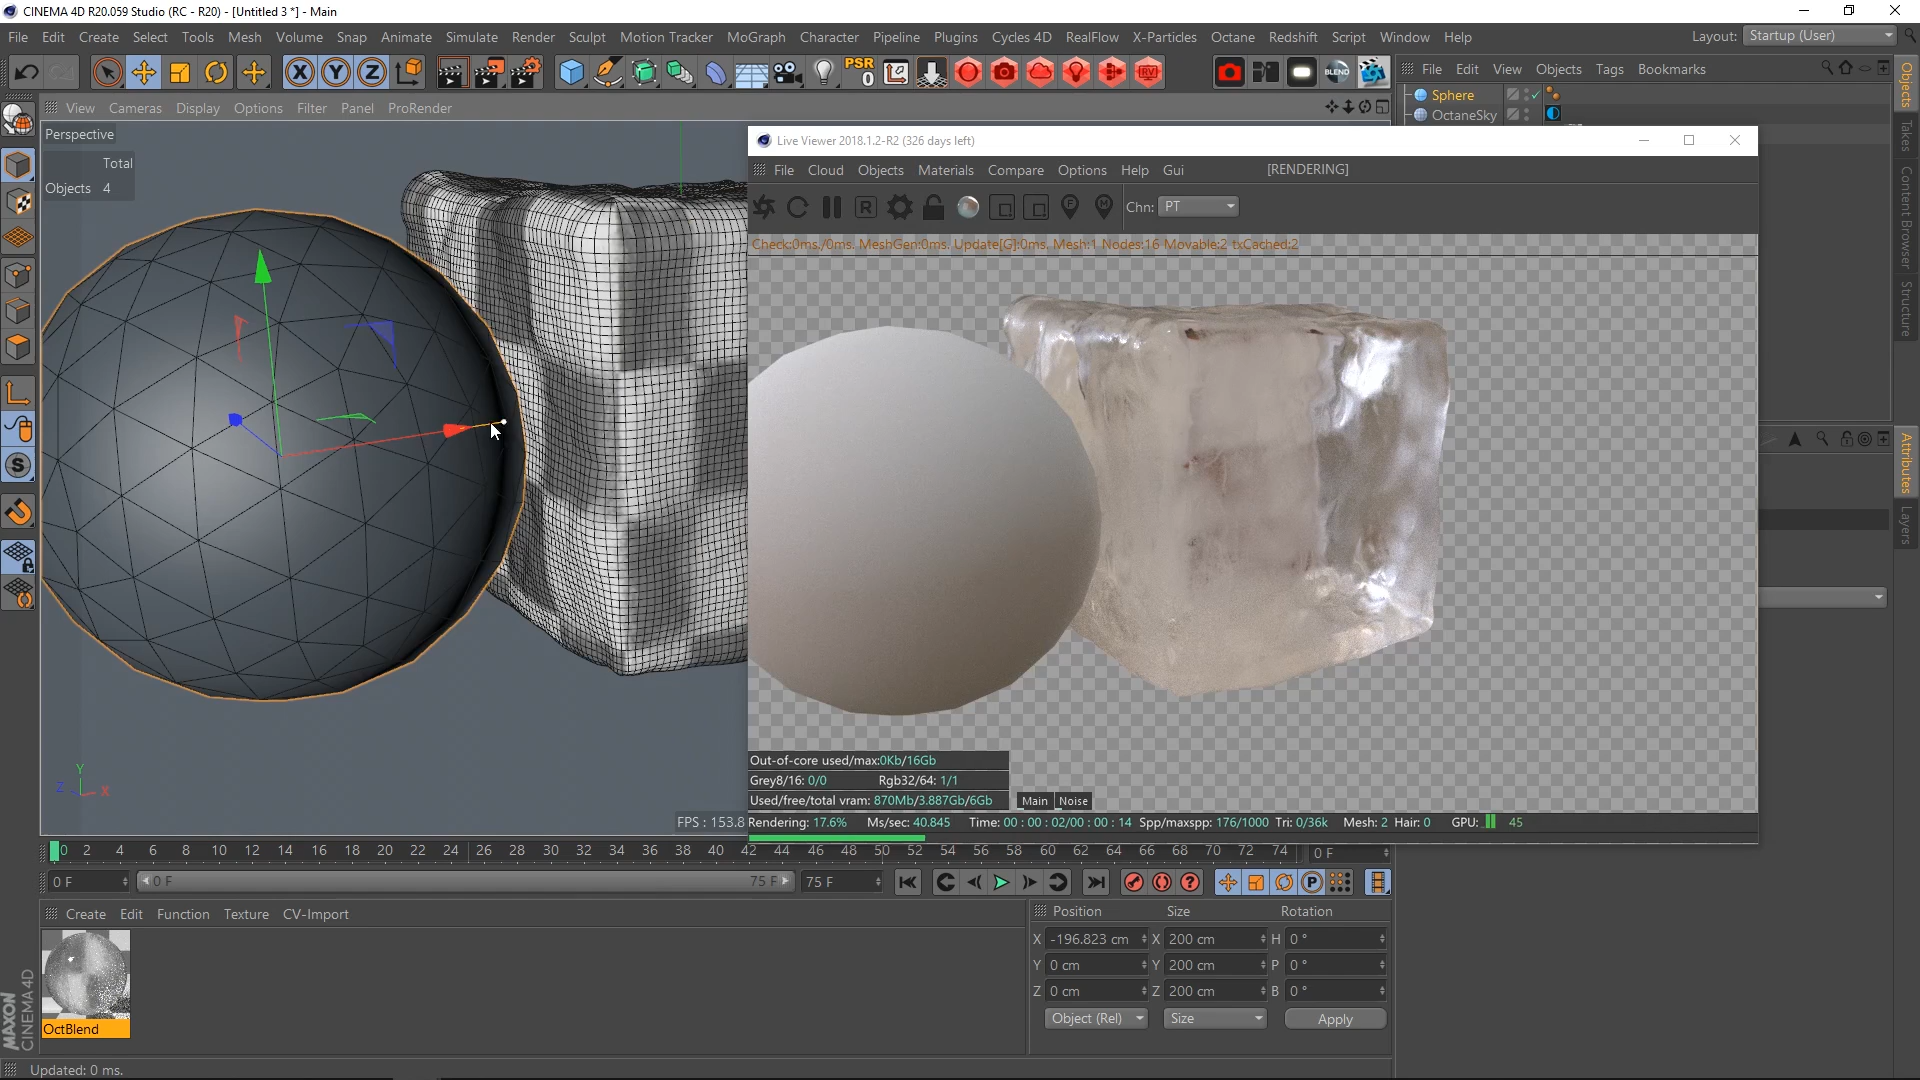 CINEMA 4D R20.059 Studio (RC - R20) - [Untitled 3 *] - Main
File Edit Create Select Tools Mesh Volume Snap Animate Simulate Render Sculpt Motion Tracker MoGraph Character Pipeline Plugins Cycles 4D RealFlow X-Particles Octane Redshift Script Window Help Layout: Startup (User)
X Y Z PSR 0 RV BLEND
File Edit View Objects Tags Bookmarks
View Cameras Display Options Filter Panel ProRender
Sphere
OctaneSky
Objects
Takes
Content Browser
Structure
Attributes
Layers
Perspective
Total
Objects 4
Live Viewer 2018.1.2-R2 (326 days left)
File Cloud Objects Materials Compare Options Help Gui [RENDERING]
R Chn: PT
Check:0ms./0ms. MeshGen:0ms. Update[G]:0ms. Mesh:1 Nodes:16 Movable:2 txCached:2
S
Y
Z X
Out-of-core used/max:0Kb/16Gb
Grey8/16: 0/0 Rgb32/64: 1/1
Used/free/total vram: 870Mb/3.887Gb/6Gb Main Noise
FPS : 153.8
Rendering: 17.6% Ms/sec: 40.845 Time: 00 : 00 : 02/00 : 00 : 14 Spp/maxspp: 176/1000 Tri: 0/36k Mesh: 2 Hair: 0 GPU: 45
0 2 4 6 8 10 12 14 16 18 20 22 24 26 28 30 32 34 36 38 40 42 44 46 48 50 52 54 56 58 60 62 64 66 68 70 72 74 0 F
0 F 0 F 75 F 75 F P
Create Edit Function Texture CV-Import
Position Size Rotation
X -196.823 cm X 200 cm H 0 °
Y 0 cm Y 200 cm P 0 °
Z 0 cm Z 200 cm B 0 °
Object (Rel) Size Apply
OctBlend
MAXON
CINEMA 4D
Updated: 0 ms.